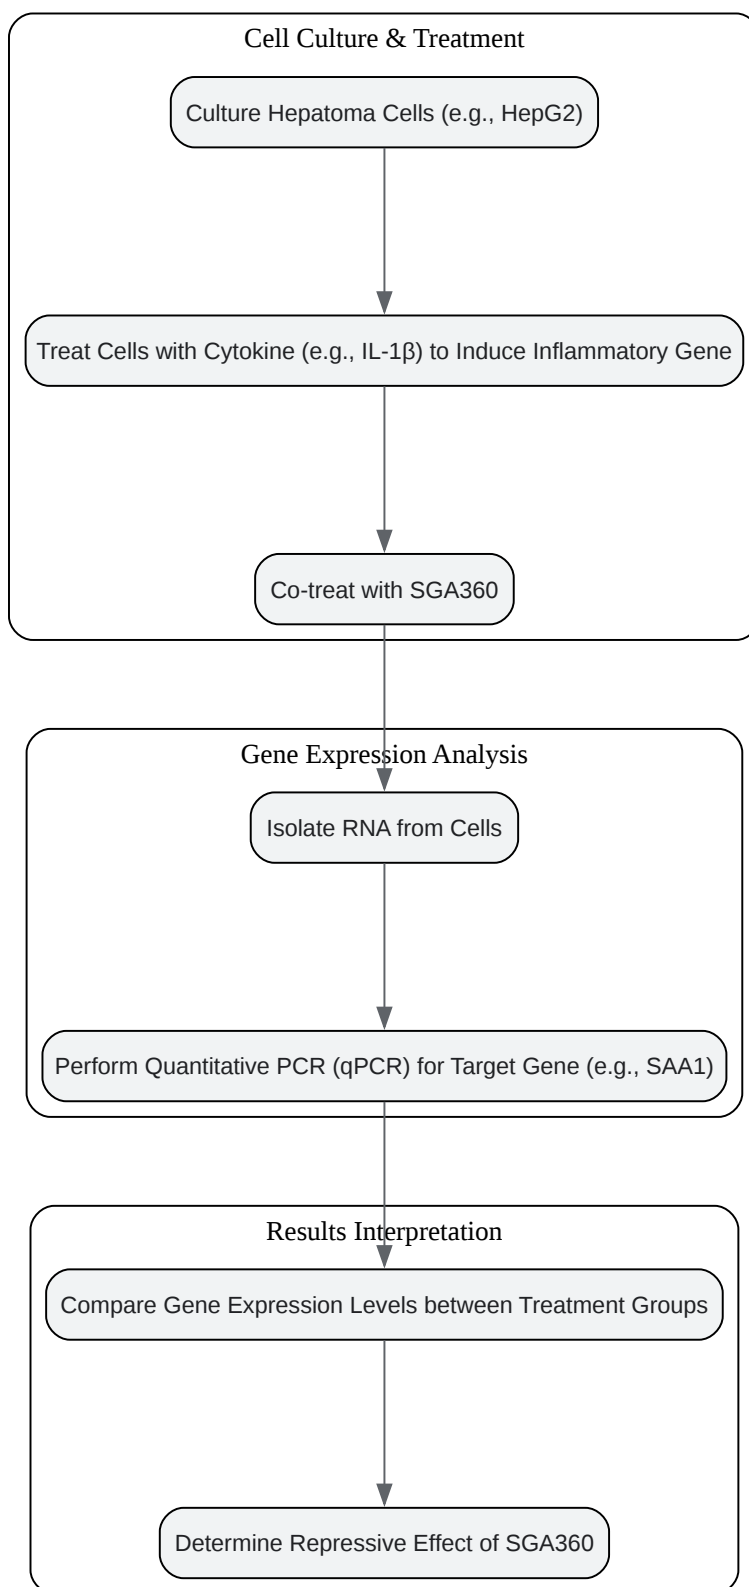 Cell Culture & Treatment
Culture Hepatoma Cells (e.g., HepG2)
Treat Cells with Cytokine (e.g., IL-1β) to Induce Inflammatory Gene
Co-treat with SGA360
Gene Expression Analysis
Isolate RNA from Cells
Perform Quantitative PCR (qPCR) for Target Gene (e.g., SAA1)
Results Interpretation
Compare Gene Expression Levels between Treatment Groups
Determine Repressive Effect of SGA360